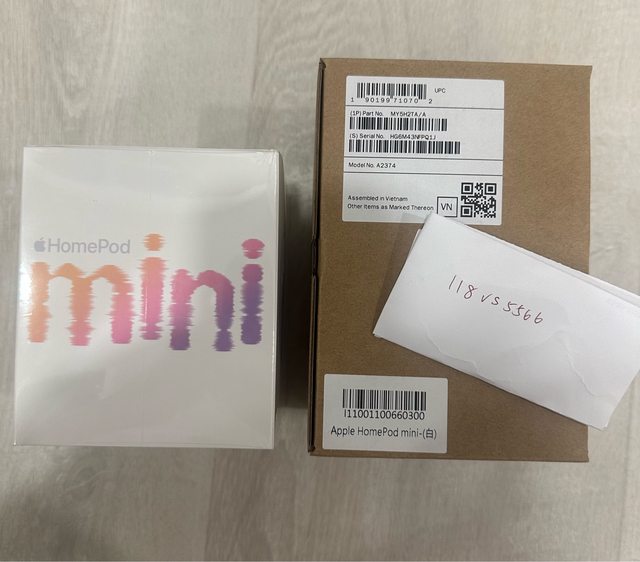 HomePod
mini
UPC
1 90199 71070 2
(1P) Part No. MY5H2TA/A
(S) Serial No. HG6M43NFPQ1J
Model No. A2374
Assembled in Vietnam
Other Items as Marked Thereon
VN
118 vs 5566
I11001100660300
Apple HomePod mini-(白)